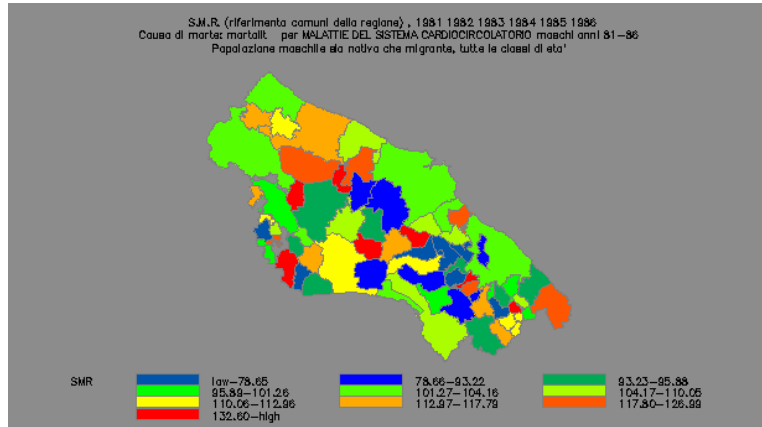 S.M.R. (riferimento comuni della regione) , 1981 1982 1983 1984 1985 1986
Causa di morte: mortalit per MALATTIE DEL SISTEMA CARDIOCIRCOLATORIO maschi anni 81-86
Popolazione maschile sia nativa che migrante, tutte le classi di eta'
SMR
low-78.65 78.66-93.22 93.23-95.88
95.89-101.26 101.27-104.16 104.17-110.05
110.06-112.96 112.97-117.79 117.80-126.99
132.60-high